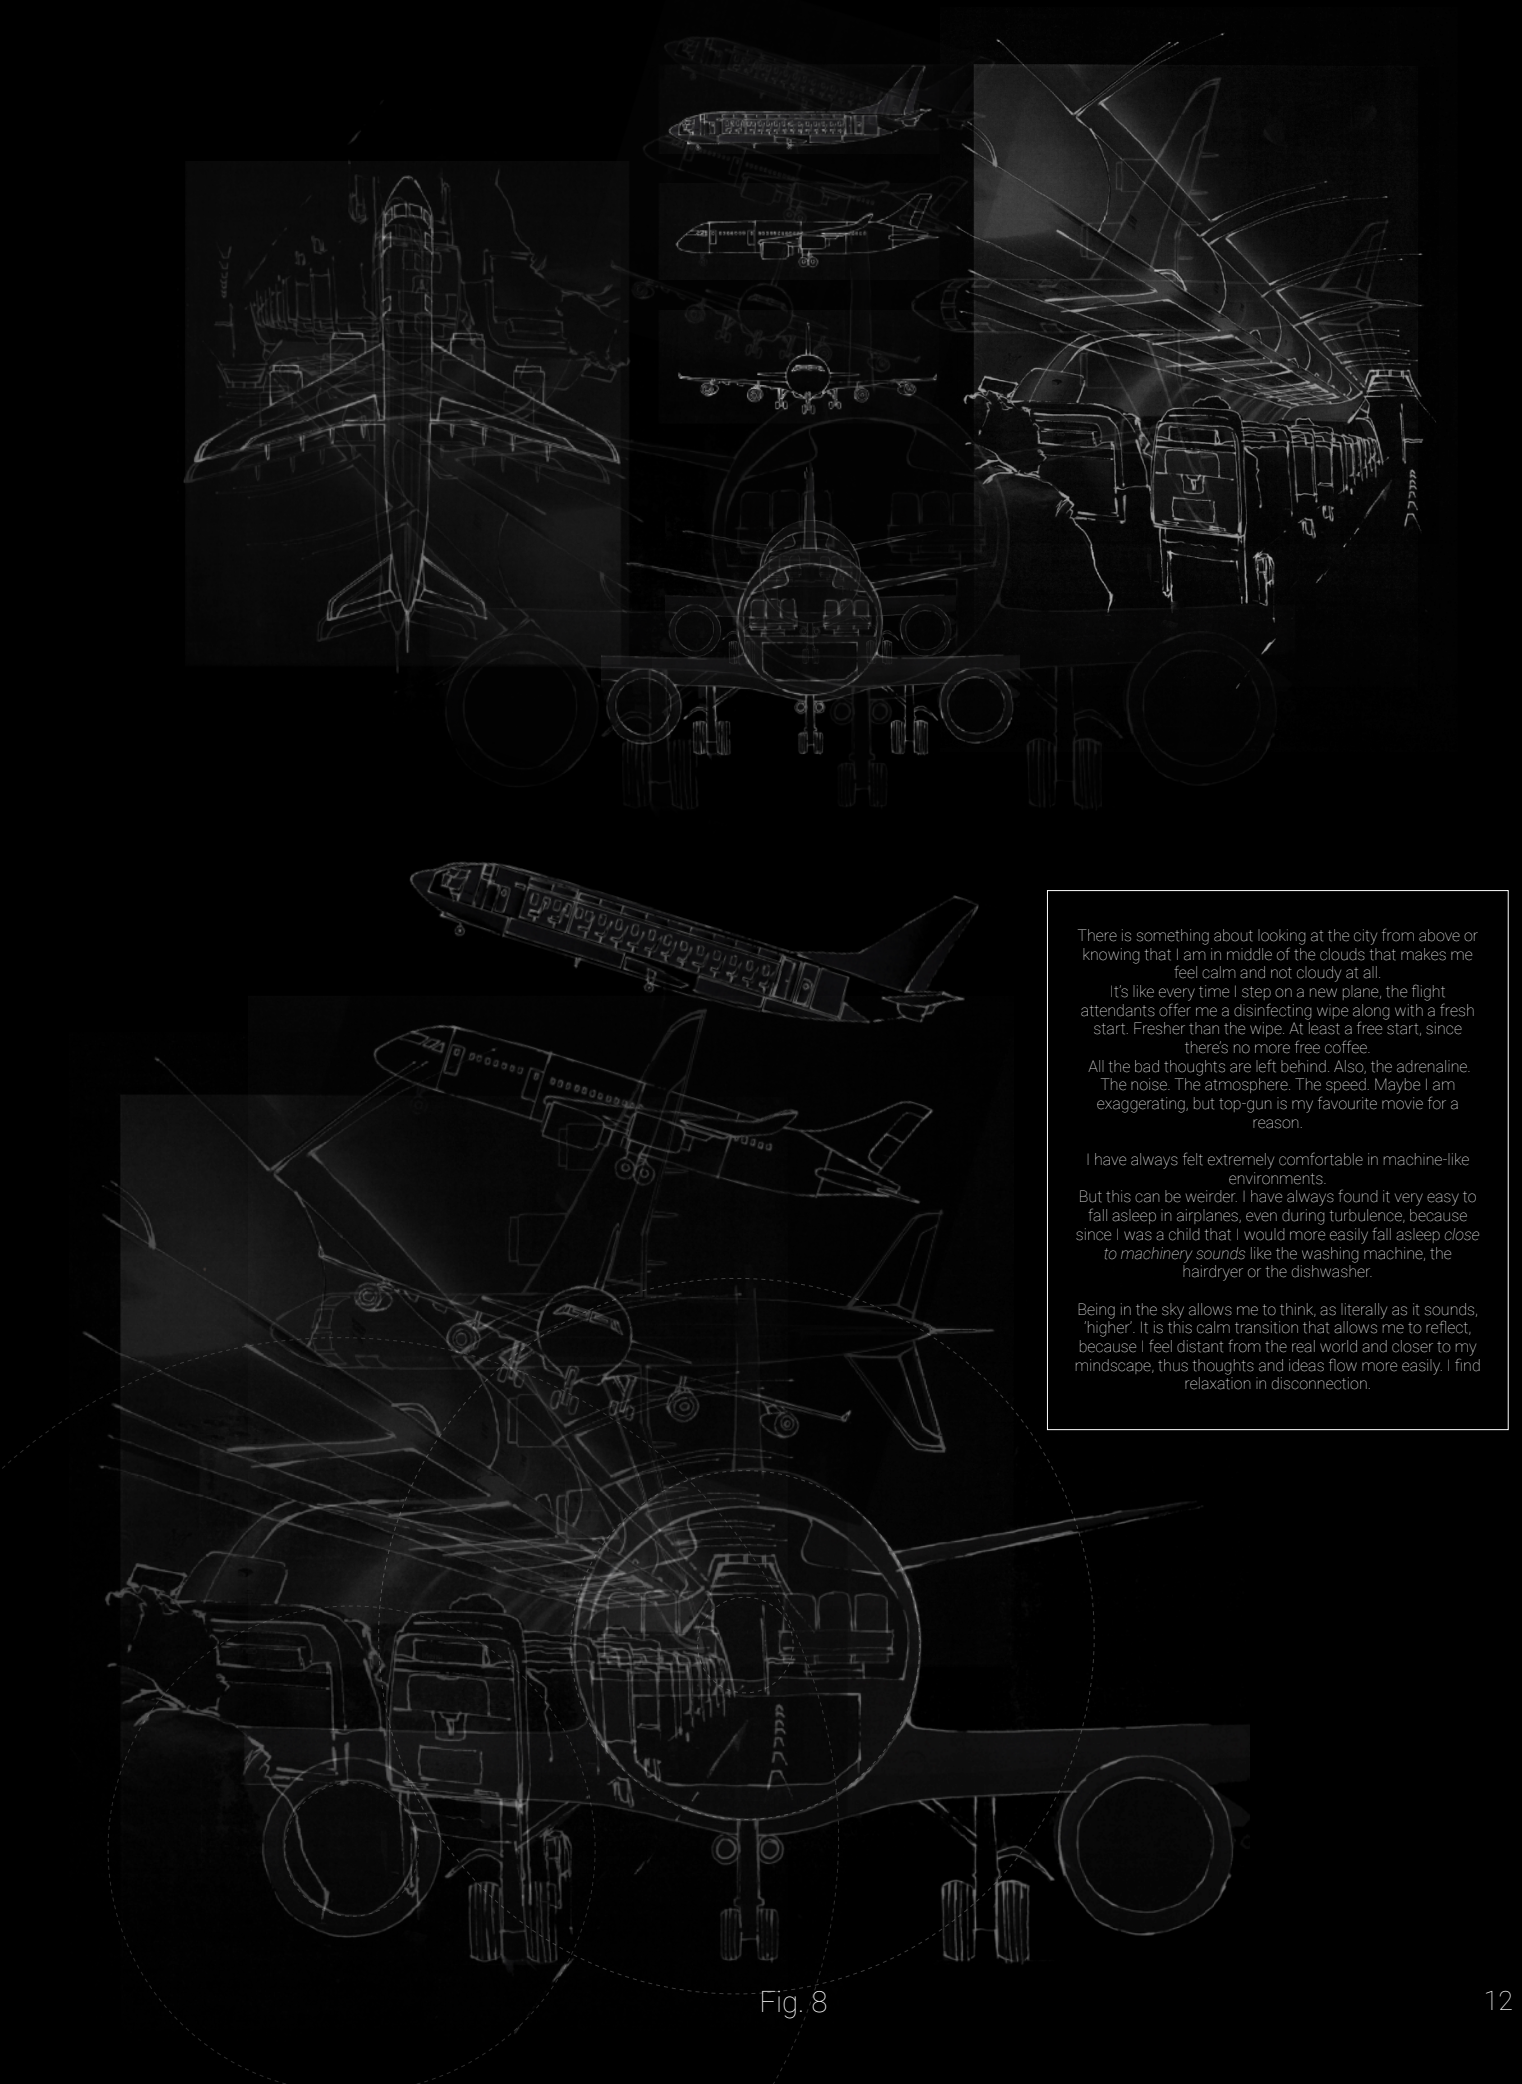 There is something about looking at the city from above or
knowing that I am in middle of the clouds that makes me
feel calm and not cloudy at all.
It's like every time I step on a new plane, the flight
attendants offer me a disinfecting wipe along with a fresh
start. Fresher than the wipe. At least a free start, since
there's no more free coffee.
All the bad thoughts are left behind. Also, the adrenaline.
The noise. The atmosphere. The speed. Maybe I am
exaggerating, but top-gun is my favourite movie for a
reason.
I have always felt extremely comfortable in machine-like
environments.
But this can be weirder. I have always found it very easy to
fall asleep in airplanes, even during turbulence, because
since I was a child that I would more easily fall asleep close
to machinery sounds like the washing machine, the
hairdryer or the dishwasher.
Being in the sky allows me to think, as literally as it sounds,
'higher'. It is this calm transition that allows me to reflect,
because I feel distant from the real world and closer to my
mindscape, thus thoughts and ideas flow more easily. I find
relaxation in disconnection.
Fig. 8
12